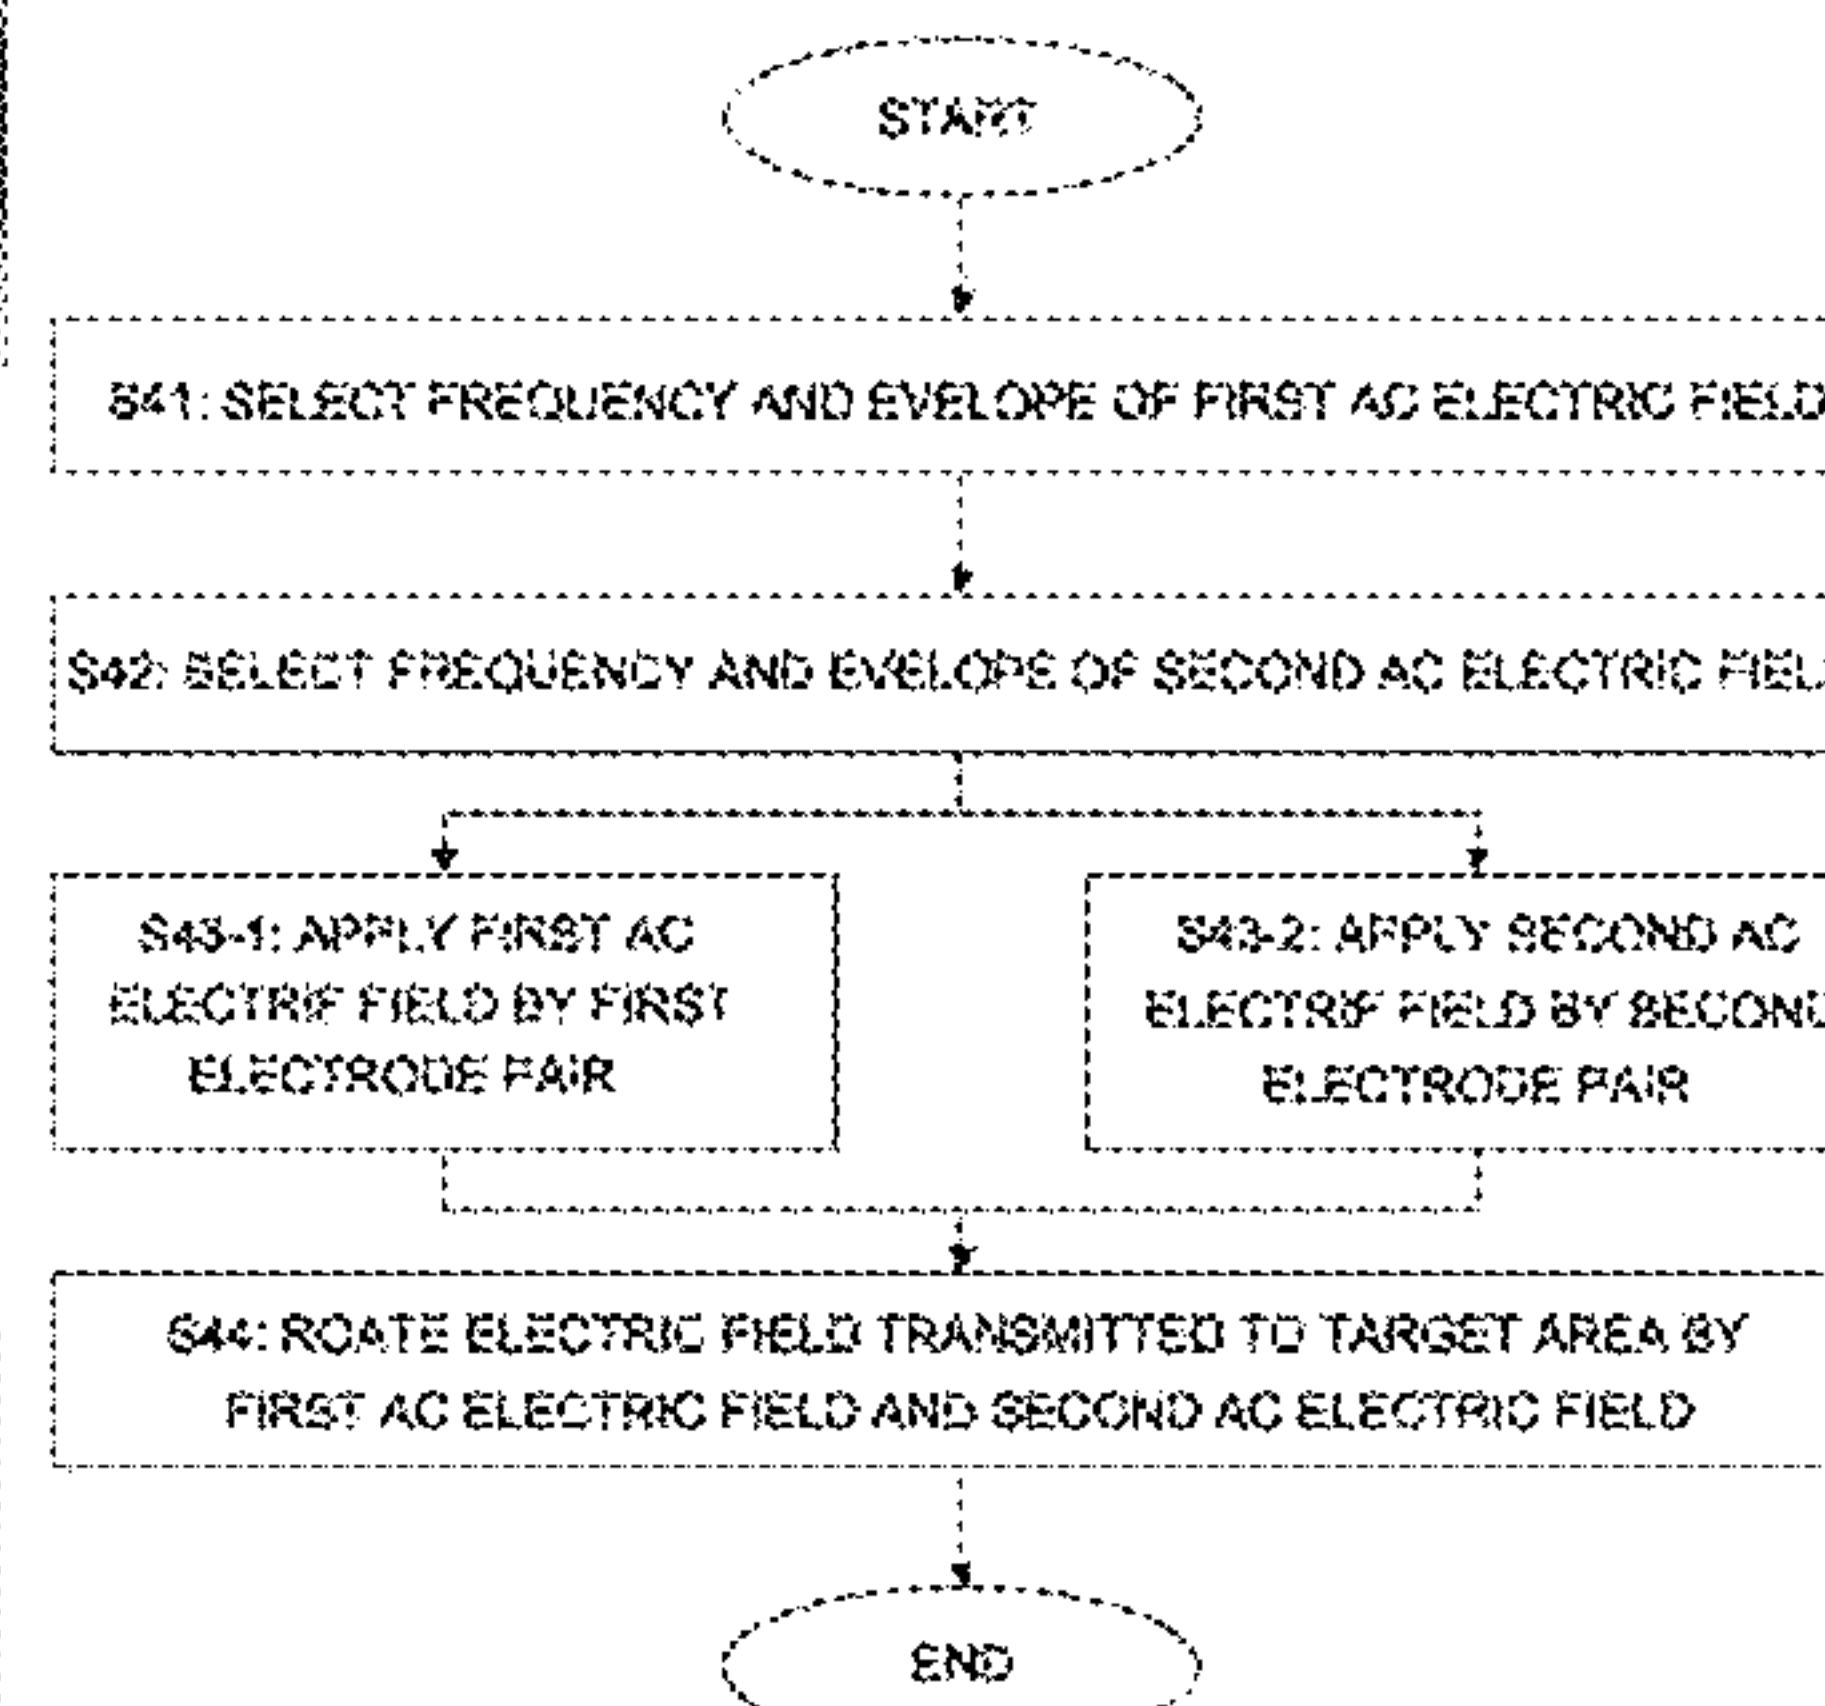 START
S41: SELECT FREQUENCY AND EVELOPE OF FIRST AC ELECTRIC FIELD
S42: SELECT FREQUENCY AND EVELOPE OF SECOND AC ELECTRIC FIEL
S43-1: APPLY FIRST AC
ELECTRIF FIELD BY FIRST
ELECTRODE PAIR
S43-2: APPLY SECOND AC
ELECTRIF FIELD BY SECOND
ELECTRODE PAIR
S44: ROATE ELECTRIC FIELD TRANSMITTED TO TARGET AREA BY
FIRST AC ELECTRIC FIELD AND SECOND AC ELECTRIC FIELD
END